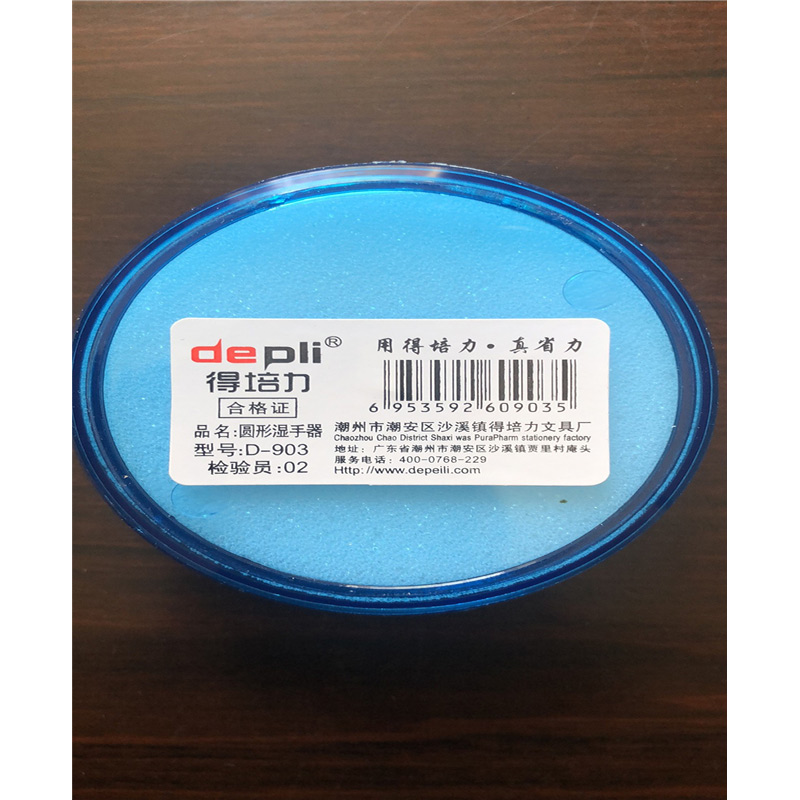 depli®
得培力
合格证
品名:圆形湿手器
型号:D-903
检验员:02
用得培力·真省力
6 953592 609035
潮州市潮安区沙溪镇得培力文具厂
Chaozhou Chao District Shaxi was PuraPharm stationery factory
地址：广东省潮州市潮安区沙溪镇贾里村庵头
服务电话：400-0768-229
Http://www.depeili.com